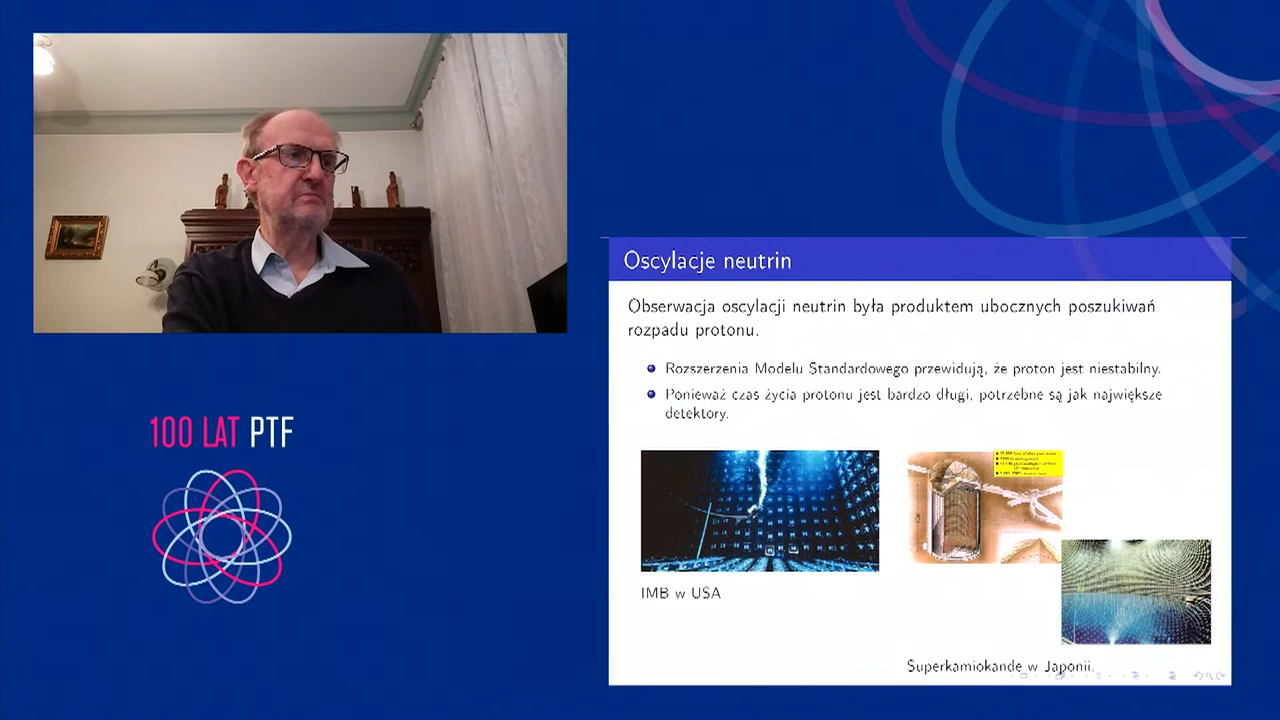 Oscylacje neutrin
Obserwacja oscylacji neutrin była produktem ubocznych poszukiwań
rozpadu protonu.
Rozszerzenia Modelu Standardowego przewidują, że proton jest niestabilny.
Ponieważ czas życia protonu jest bardzo długi, potrzebne są jak największe
detektory.
IMB w USA
Superkamiokande w Japonii.
100 LAT PTF